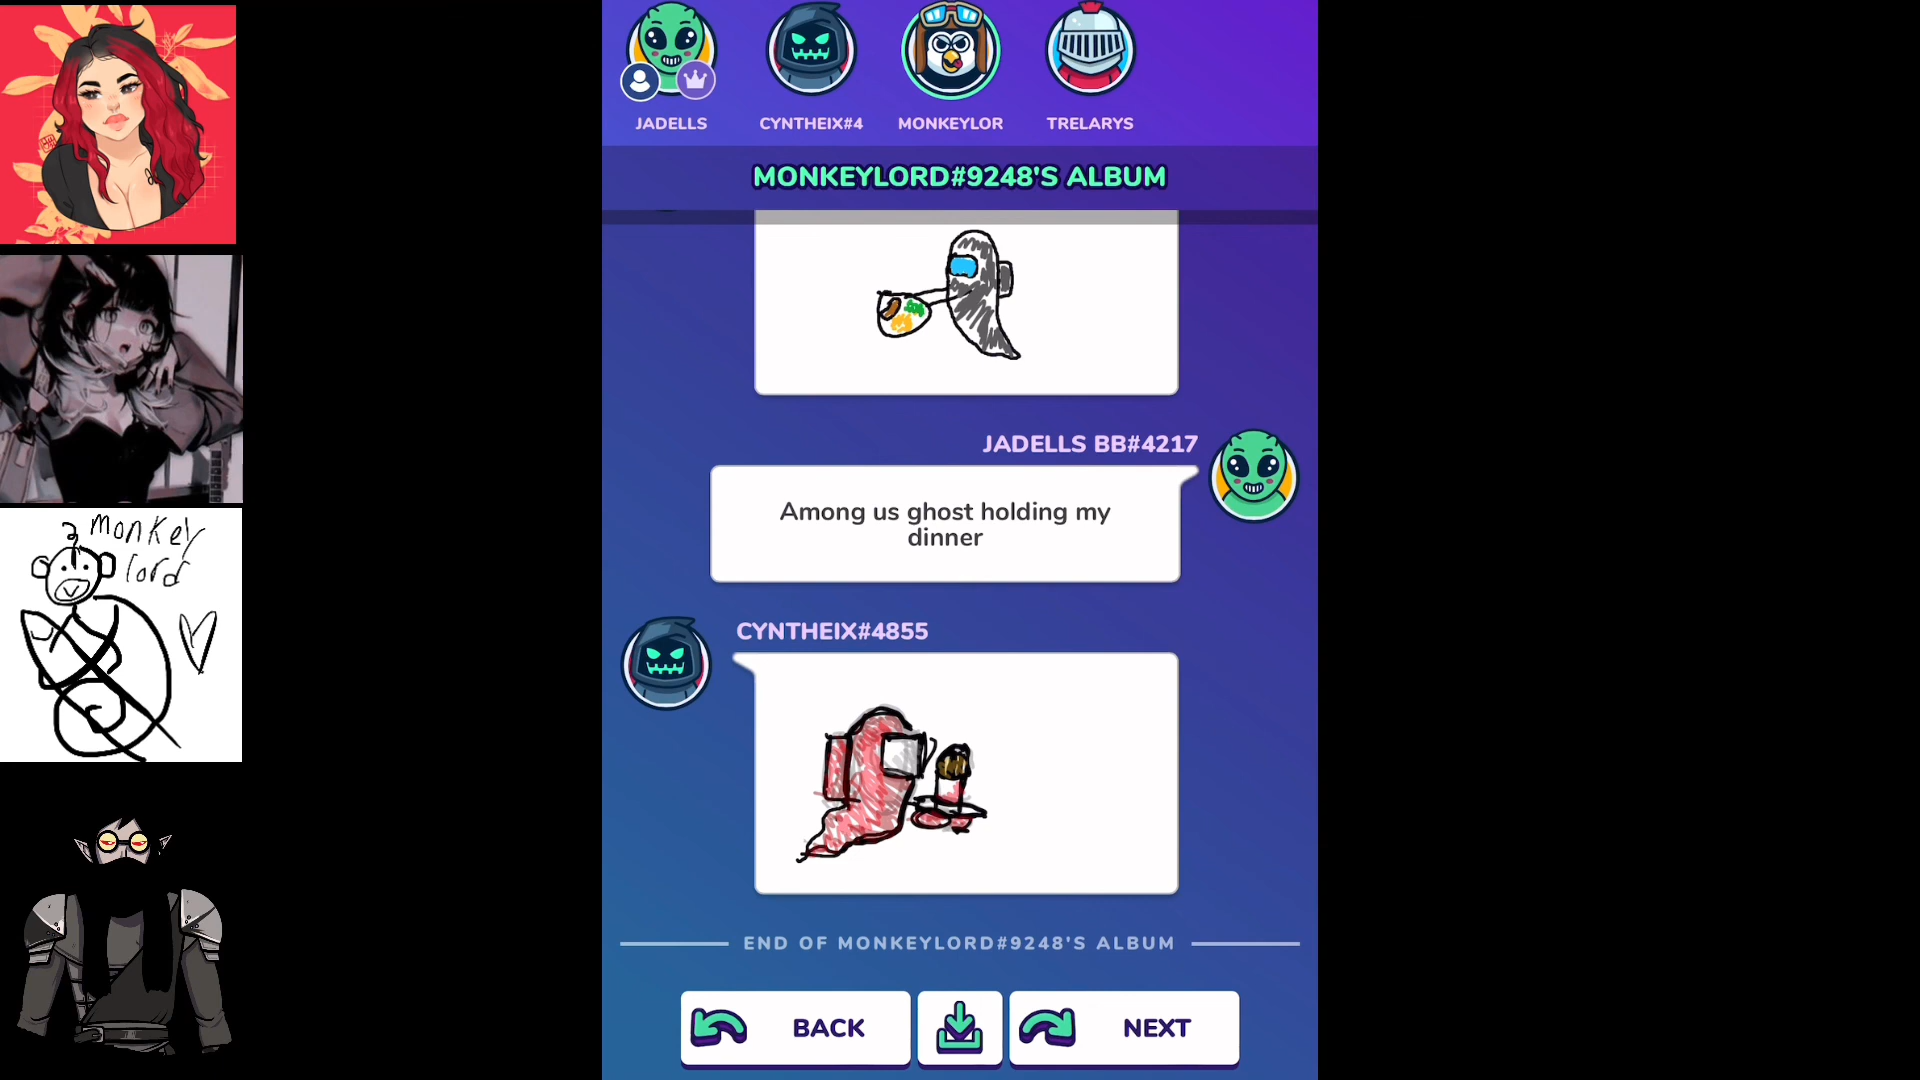 JADELLS
CYNTHEIX#4
MONKEYLOR
TRELARYS
MONKEYLORD#9248'S ALBUM
JADELLS BB#4217
Among us ghost holding my
dinner
CYNTHEIX#4855
END OF MONKEYLORD#9248'S ALBUM
BACK
NEXT
monkey
lord